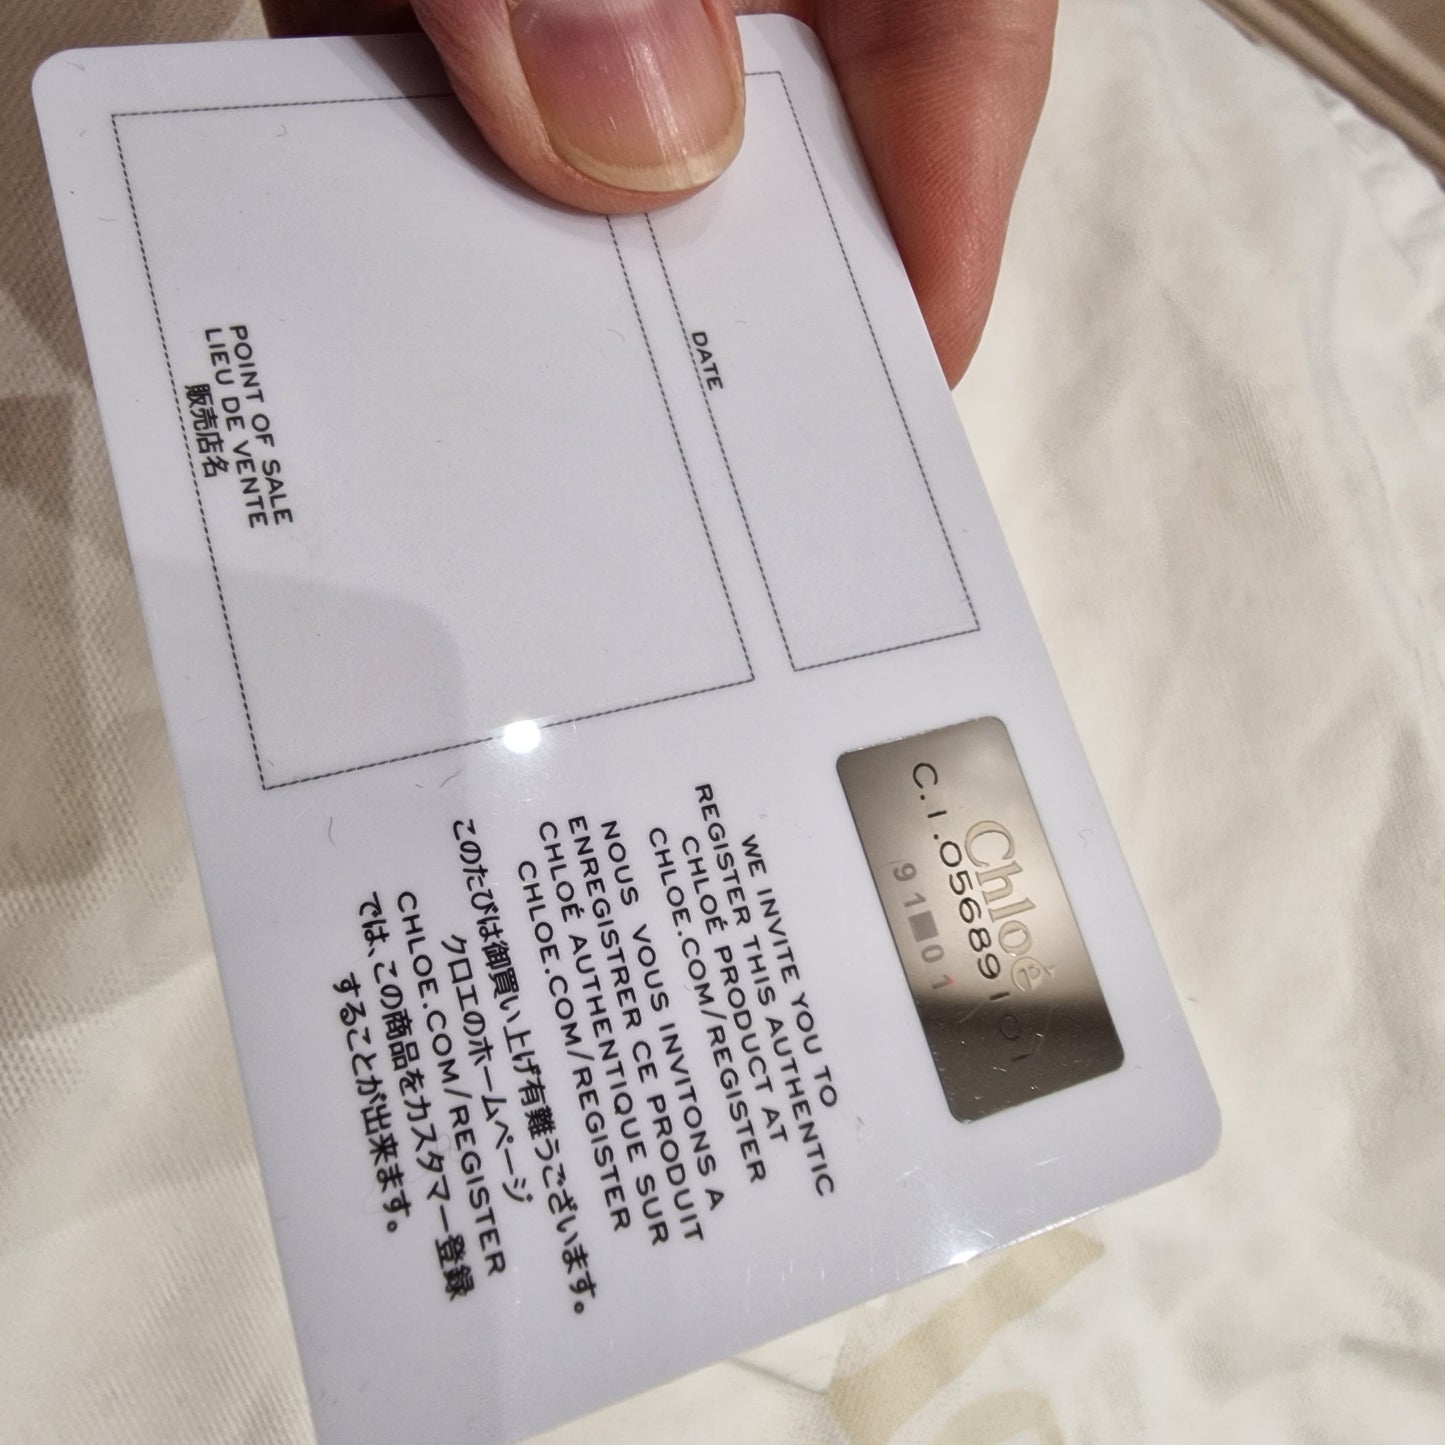 POINT OF SALE
LIEU DE VENTE
販売店名
DATE
Chloé
C.I.05689101
91■01
WE INVITE YOU TO
REGISTER THIS AUTHENTIC
CHLOÉ PRODUCT AT
CHLOE.COM/REGISTER
NOUS VOUS INVITONS A
ENREGISTRER CE PRODUIT
CHLOÉ AUTHENTIQUE SUR
CHLOE.COM/REGISTER
このたびは御買い上げ有難うございます。
クロエのホームページ
CHLOE.COM/REGISTER
では、この商品をカスタマー登録
することが出来ます。